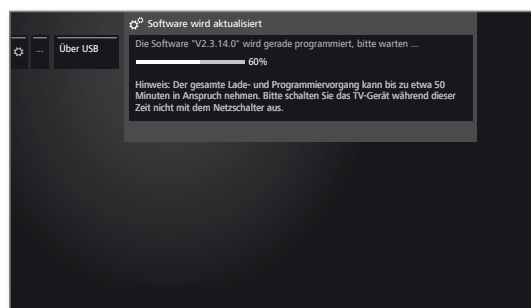 Software wird aktualisiert
... Über USB
Die Software "V2.3.14.0" wird gerade programmiert, bitte warten ...
60%
Hinweis: Der gesamte Lade- und Programmiervorgang kann bis zu etwa 50
Minuten in Anspruch nehmen. Bitte schalten Sie das TV-Gerät während dieser
Zeit nicht mit dem Netzschalter aus.